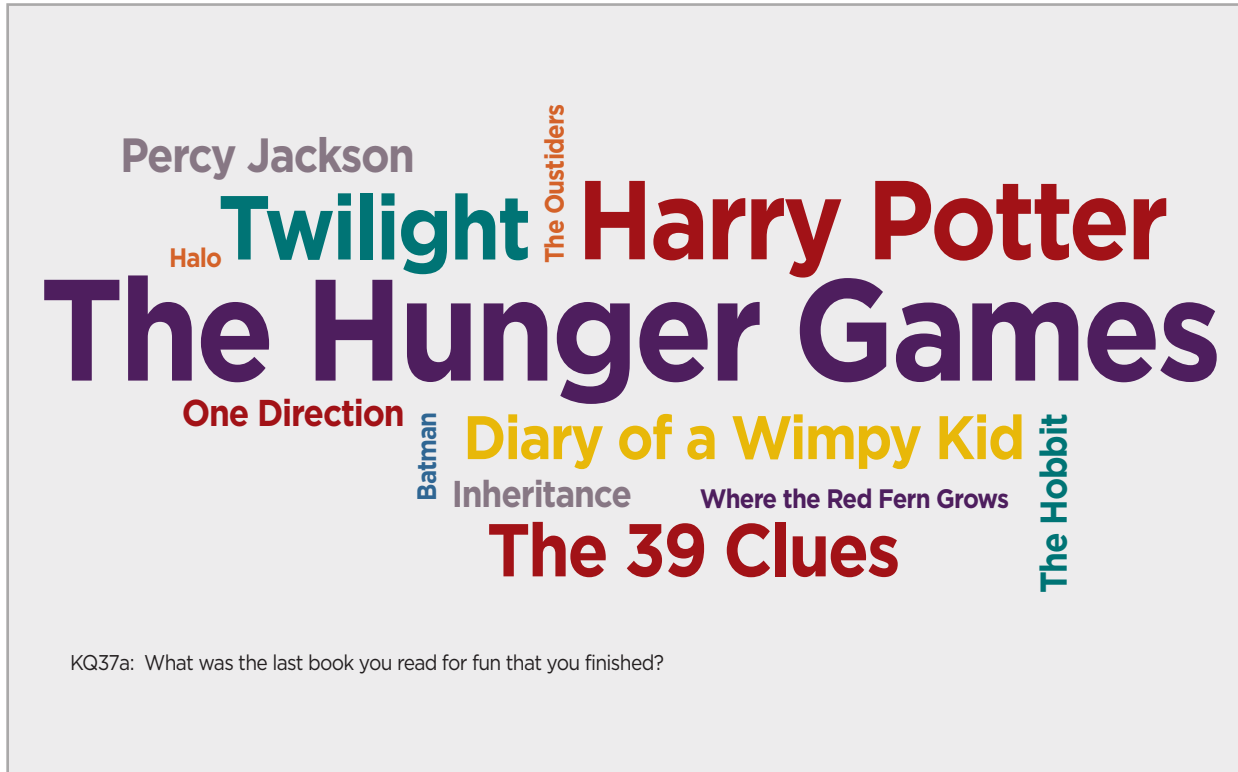 Percy Jackson
The Oustiders
Twilight
Harry Potter
Halo
The Hunger Games
One Direction
Batman
Diary of a Wimpy Kid
The Hobbit
Inheritance
Where the Red Fern Grows
The 39 Clues
KQ37a: What was the last book you read for fun that you finished?